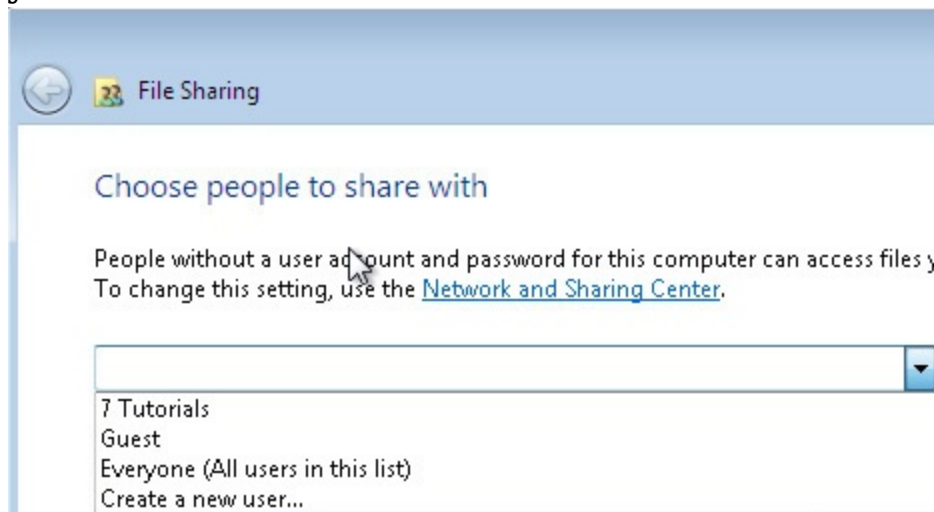 File Sharing
Choose people to share with
People without a user account and password for this computer can access files
To change this setting, use the Network and Sharing Center.
7 Tutorials
Guest
Everyone (All users in this list)
Create a new user...